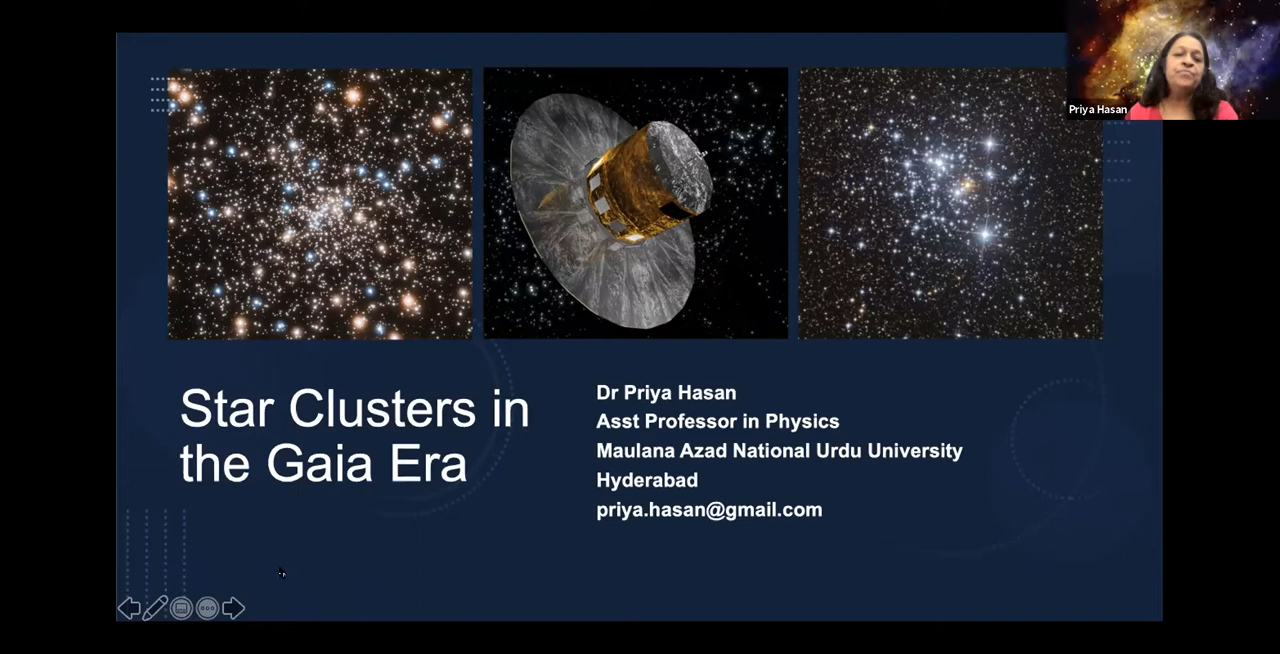 Priya Hasan
Star Clusters in
the Gaia Era
Dr Priya Hasan
Asst Professor in Physics
Maulana Azad National Urdu University
Hyderabad
priya.hasan@gmail.com